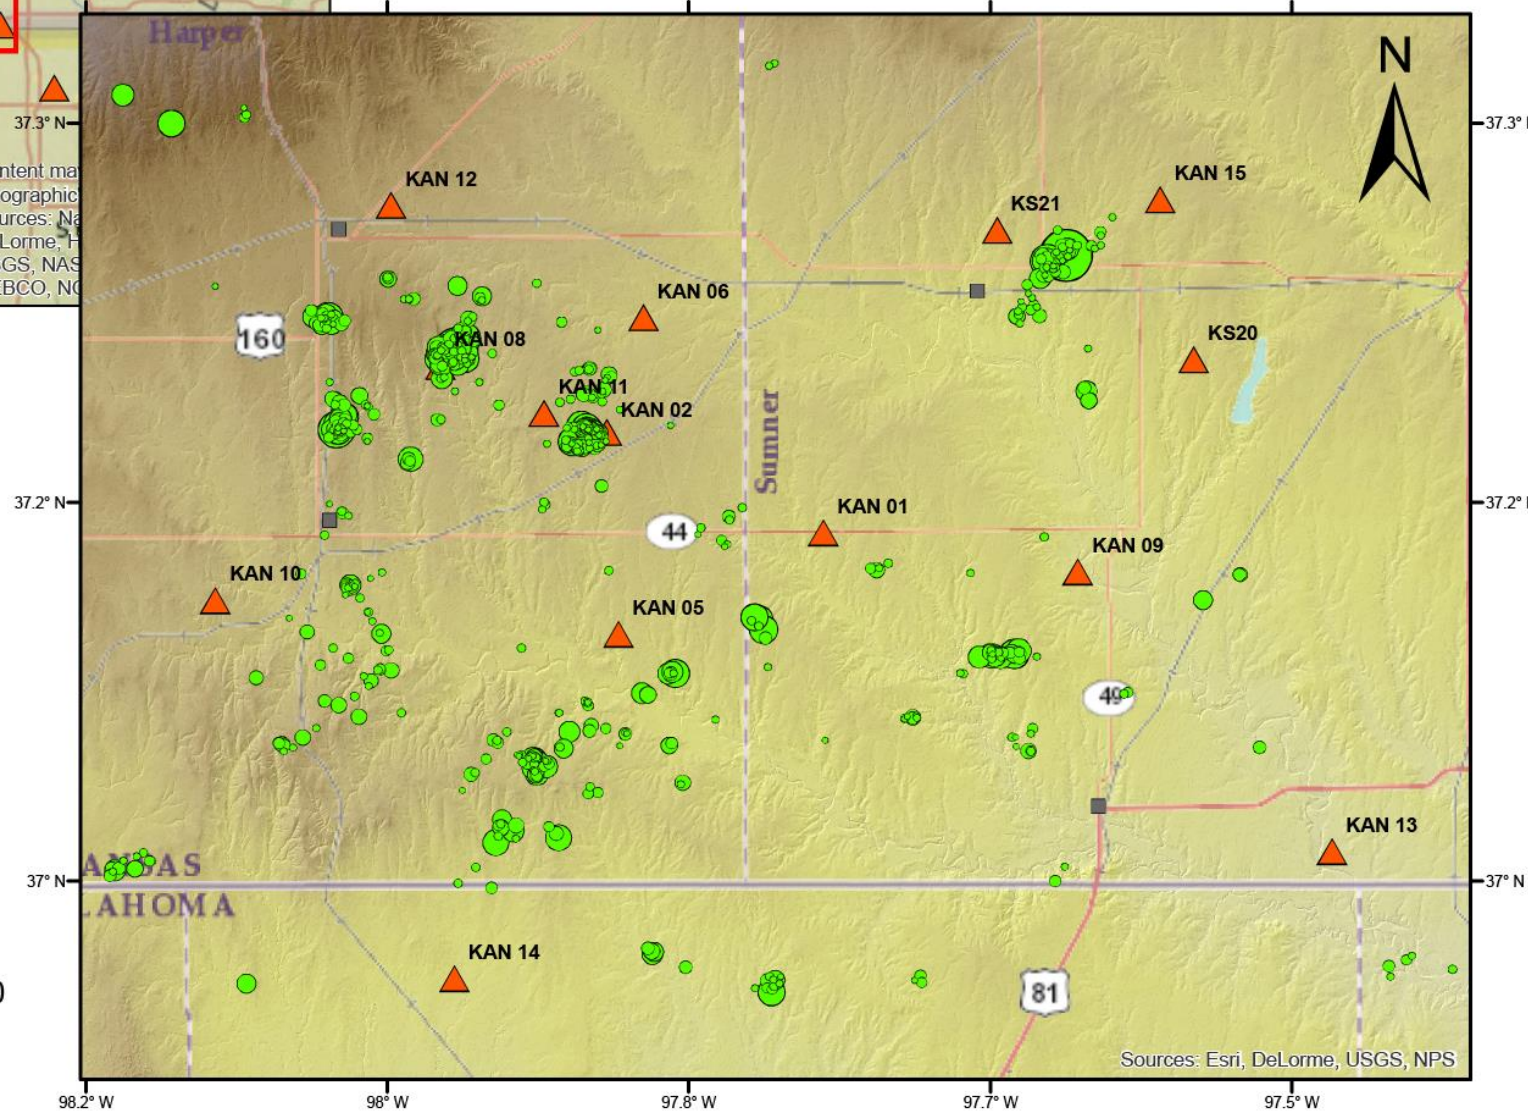 Harper
N
37.3°
37.3°
KAN 12
KAN 15
KS21
ntent ma
ographic
urces: Na
Lorme, H
GS, NAS
EBCO, NO
KAN 06
160
KAN 08
KS20
KAN 11
KAN 02
Sumner
37.2° N
37.2° N
KAN 01
44
KAN 09
KAN 10
KAN 05
49
KAN 13
ANSAS
37° N
37° N
LAHOMA
KAN 14
81
Sources: Esri, DeLorme, USGS, NPS
98.2° W
98° W
97.8° W
97.7° W
97.5° W